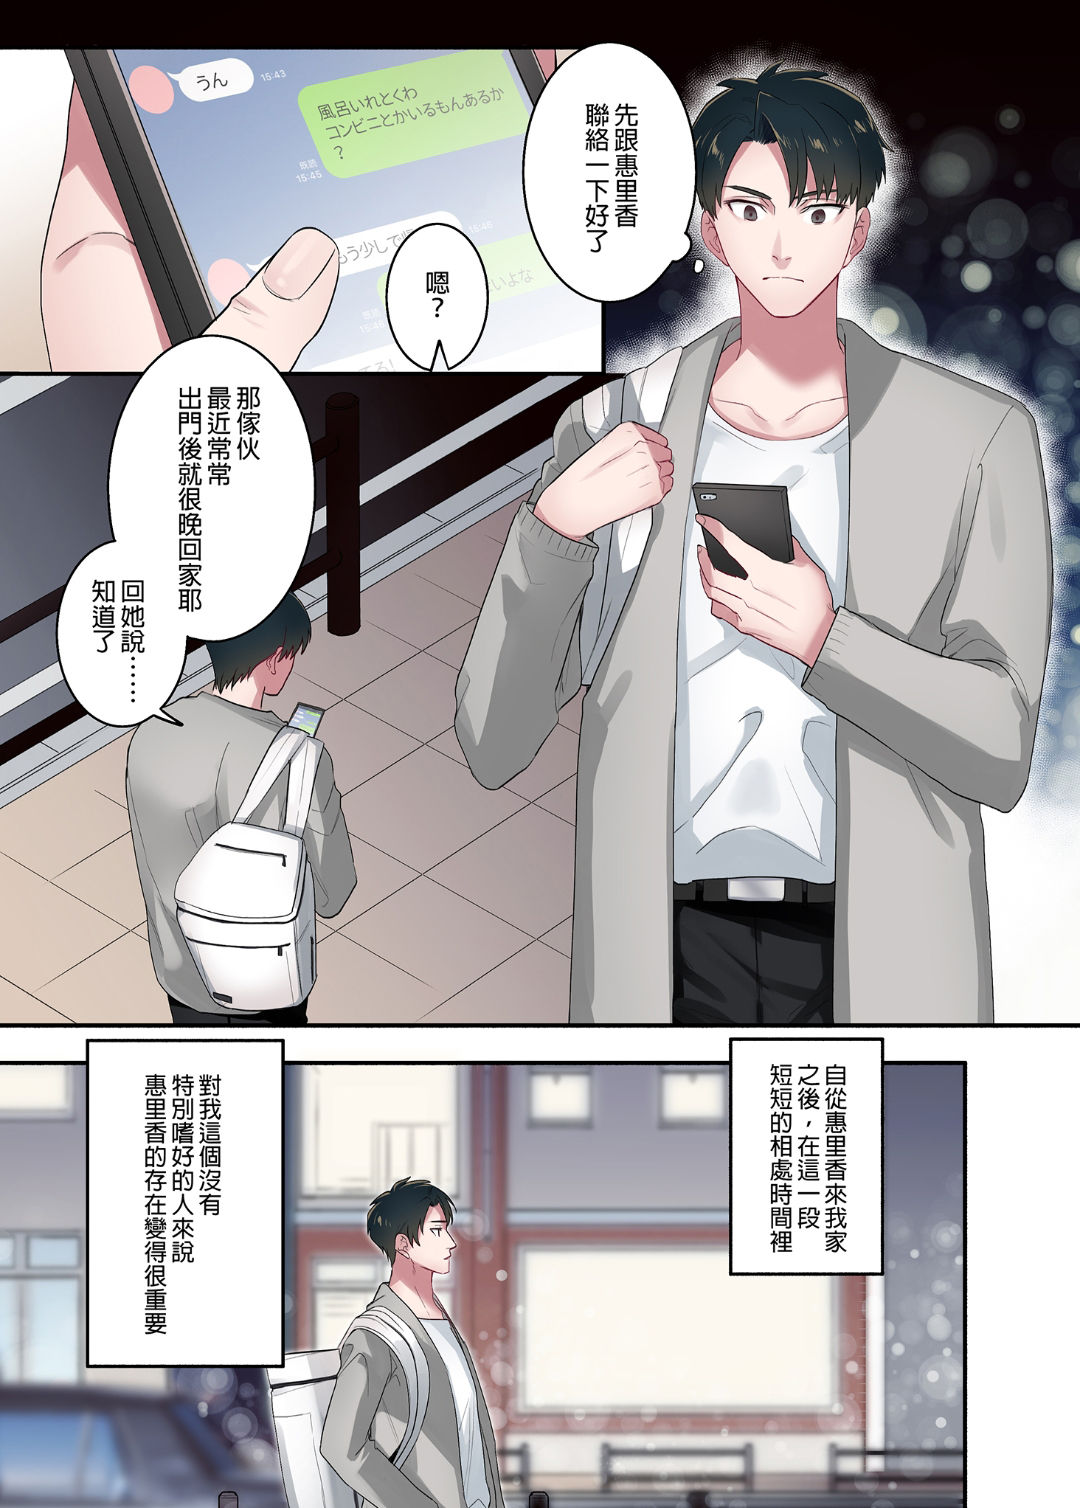 先跟惠里香
聯絡一下好了
うん
15:43
風呂いれとくわ
コンビニとかいるもんあるか
?
既読
15:45
もう少しで
15:46
いよな
既読
15:46
嗯?
那傢伙
最近常常
出門後就很晚回家耶
回她說……
知道了
自從惠里香來我家
之後，在這一段
短短的相處時間裡
對我這個沒有
特別嗜好的人來說
惠里香的存在變得很重要